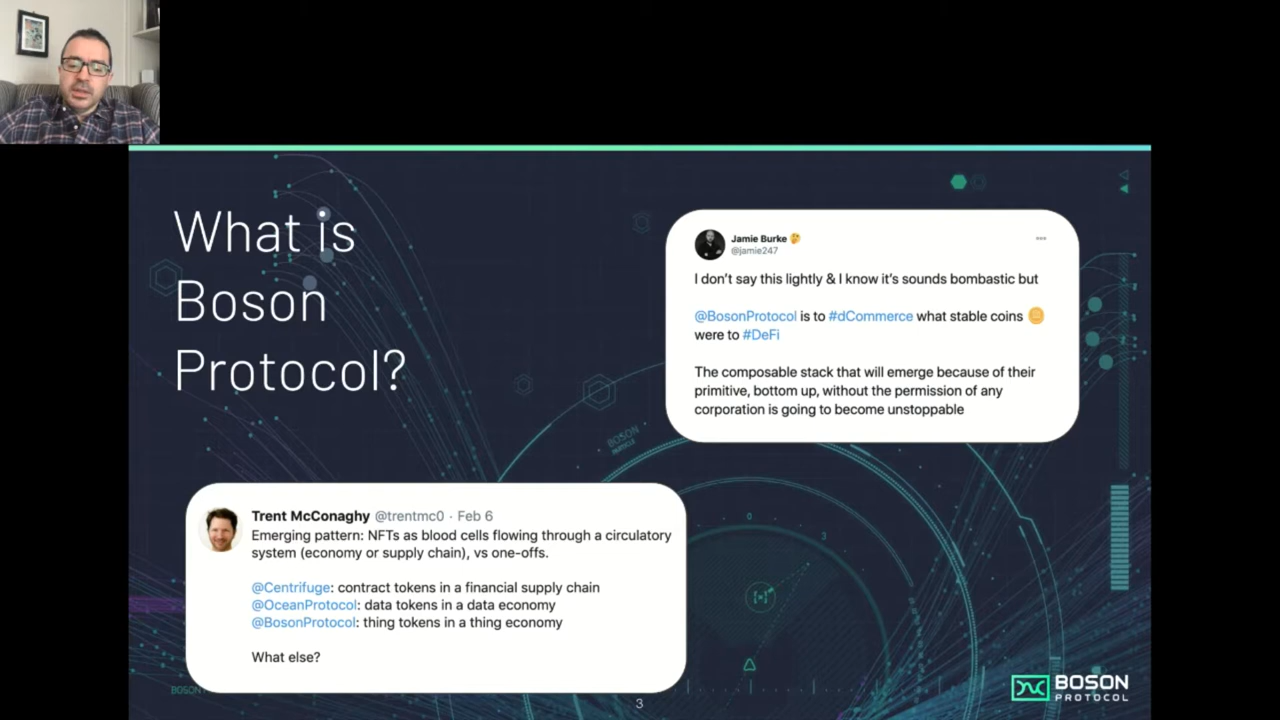 What is
Boson
Protocol?
Jamie Burke 🤔
@jamie247
I don't say this lightly & I know it's sounds bombastic but
@BosonProtocol is to #dCommerce what stable coins 🪙
were to #DeFi
The composable stack that will emerge because of their
primitive, bottom up, without the permission of any
corporation is going to become unstoppable
BOSON
PROTOCOL
0
3
Trent McConaghy @trentmc0 · Feb 6
Emerging pattern: NFTs as blood cells flowing through a circulatory
system (economy or supply chain), vs one-offs.
@Centrifuge: contract tokens in a financial supply chain
@OceanProtocol: data tokens in a data economy
@BosonProtocol: thing tokens in a thing economy
What else?
3
BOSON
PROTOCOL